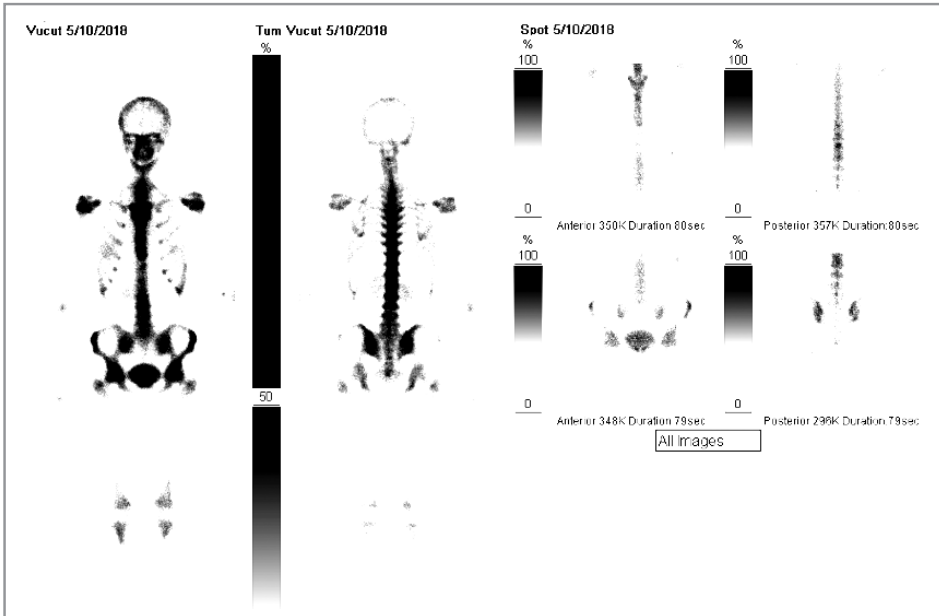 Vucut 5/10/2018
Tum Vucut 5/10/2018
%
50
Spot 5/10/2018
%
100
0
Anterior 350K Duration 80sec
%
100
0
Posterior 357K Duration:80sec
%
100
0
Anterior 348K Duration 79sec
%
100
0
Posterior 296K Duration 79sec
All Images